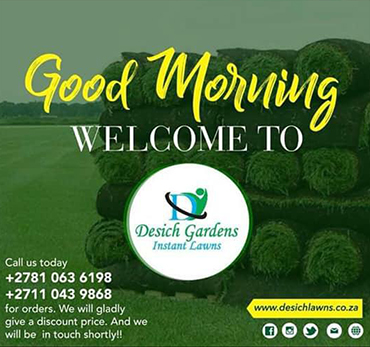 Good Morning
WELCOME TO
D
Desich Gardens
Instant Lawns
Call us today
+2781 063 6198
+2711 043 9868
for orders. We will gladly
give a discount price. And we
will be in touch shortly!!
www.desichlawns.co.za